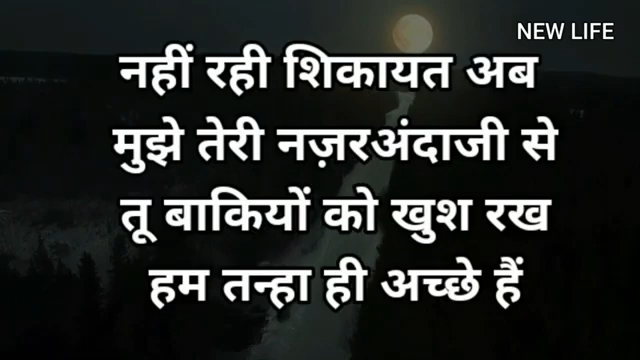 NEW LIFE
नहीं रही शिकायत अब
मुझे तेरी नज़रअंदाजी से
तू बाकियों को खुश रख
हम तन्हा ही अच्छे हैं